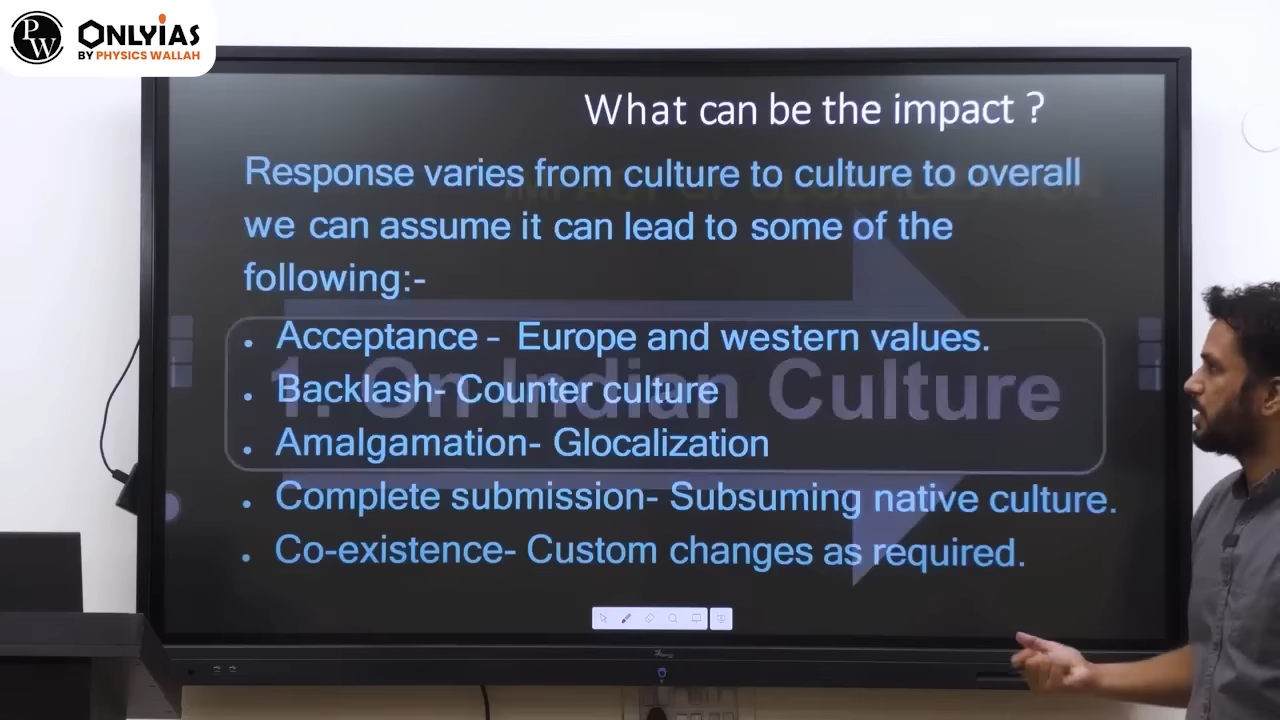 PW
ONLYIAS
BY PHYSICS WALLAH
What can be the impact ?
Response varies from culture to culture to overall
we can assume it can lead to some of the
following:-
• Acceptance - Europe and western values.
• Backlash- Counter culture
• Amalgamation- Glocalization
• Complete submission- Subsuming native culture.
• Co-existence- Custom changes as required.
1. On Indian Culture